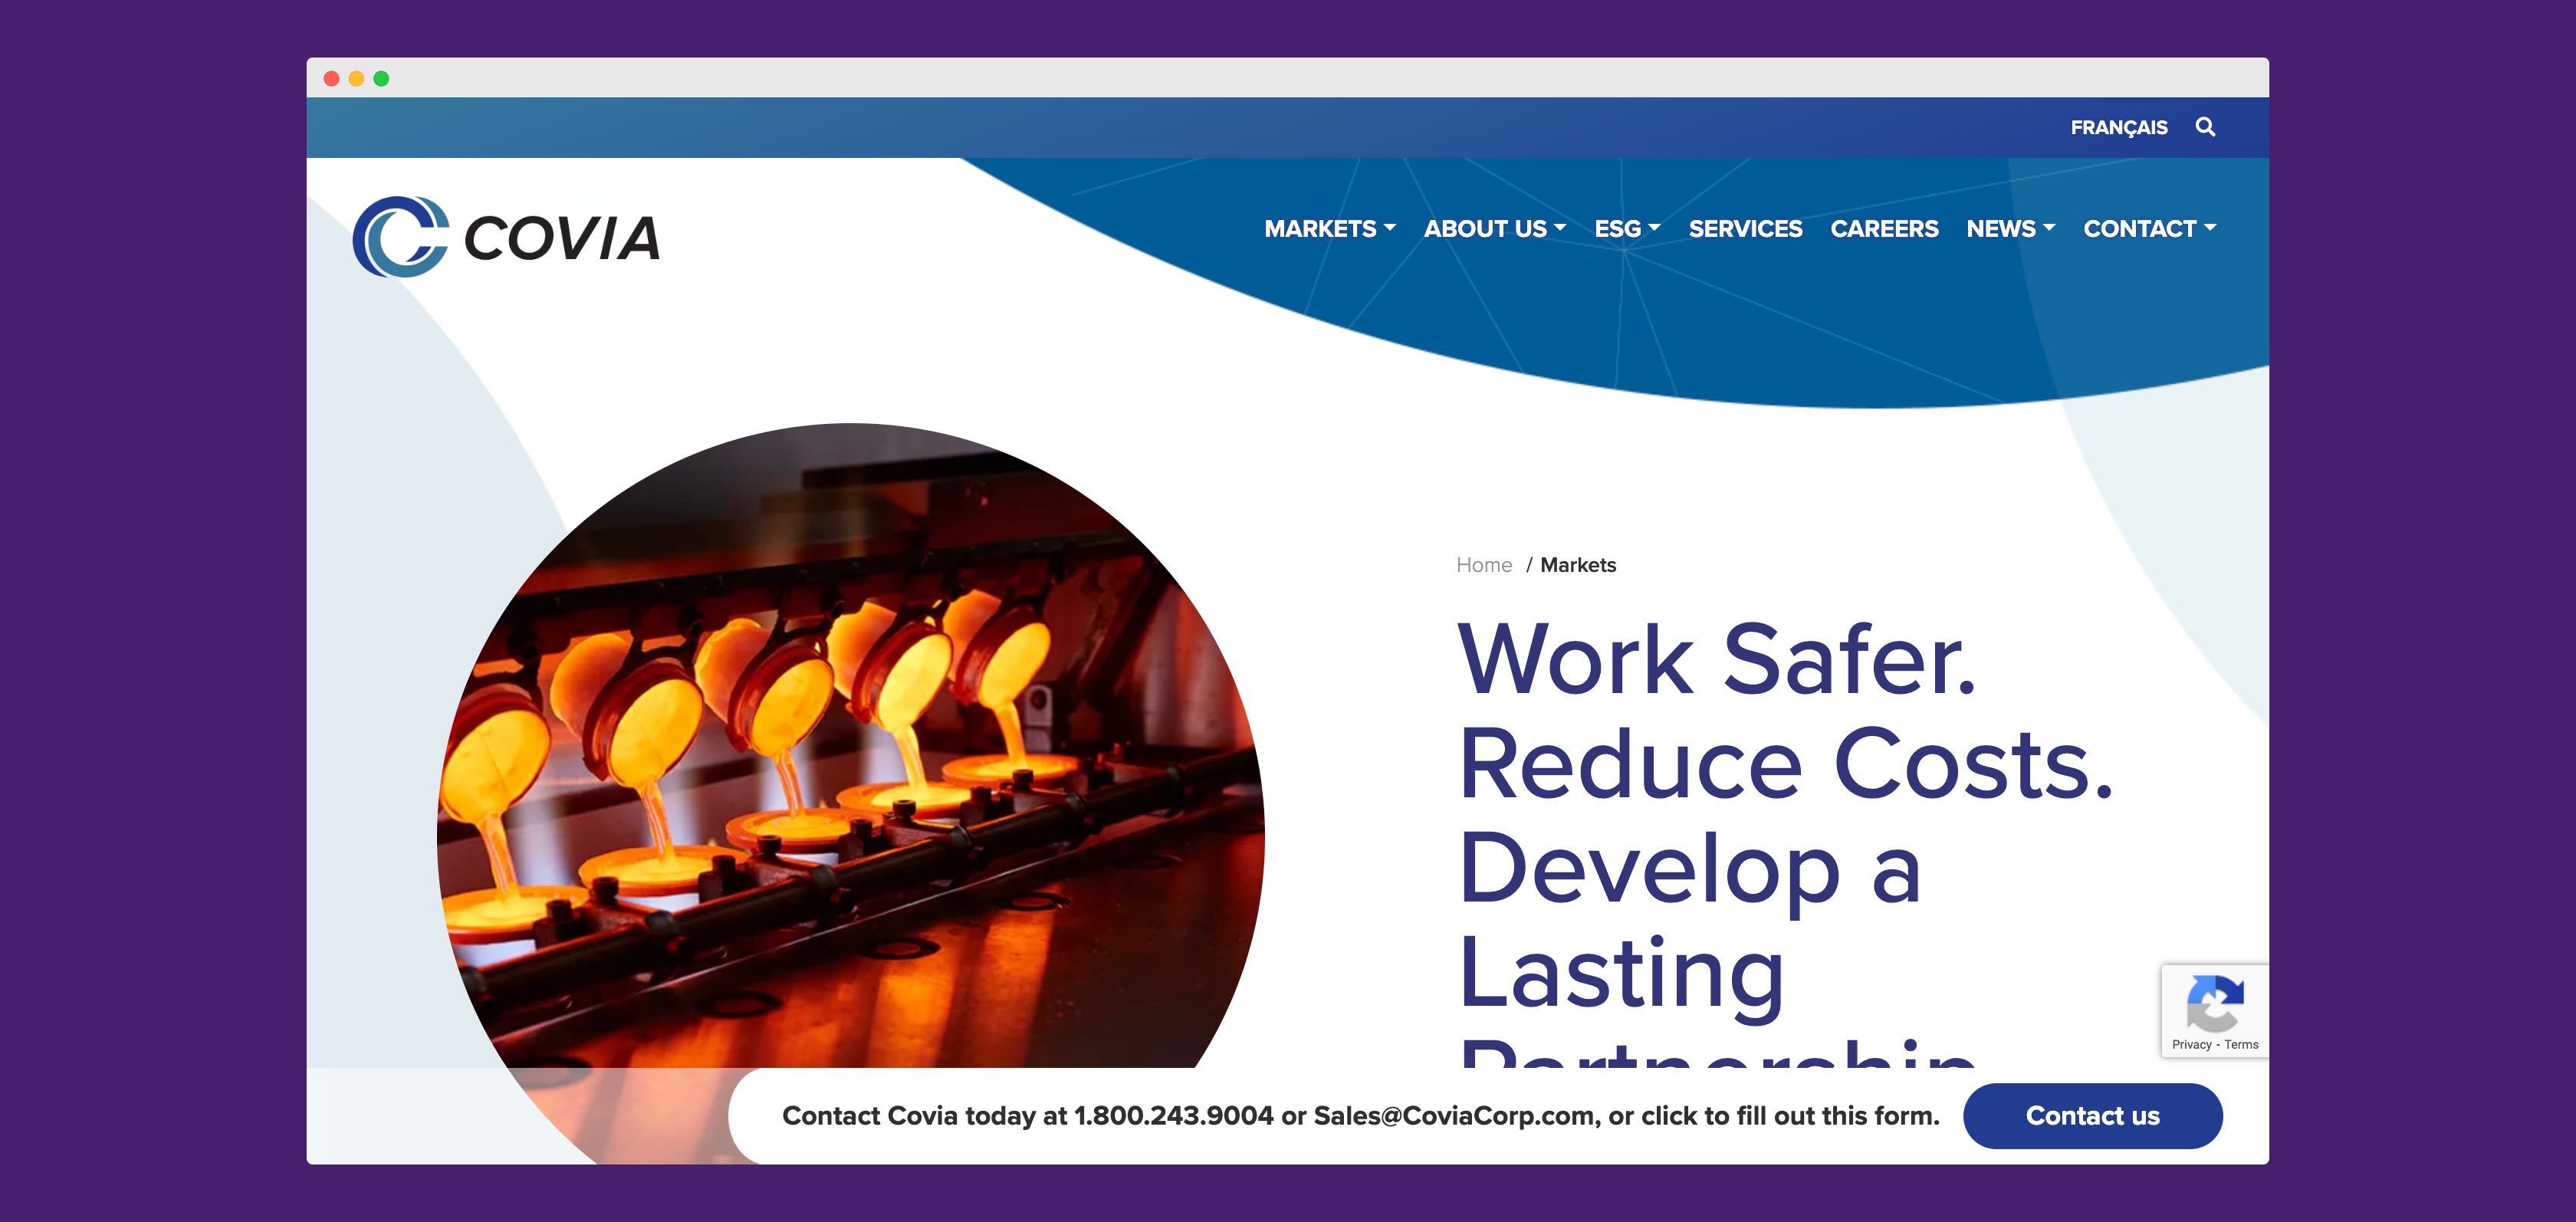 FRANÇAIS
COVIA
MARKETS ABOUT US ESG SERVICES CAREERS NEWS CONTACT
Home / Markets
Work Safer.
Reduce Costs.
Develop a
Lasting
Partnership
Privacy - Terms
Contact Covia today at 1.800.243.9004 or Sales@CoviaCorp.com, or click to fill out this form.
Contact us